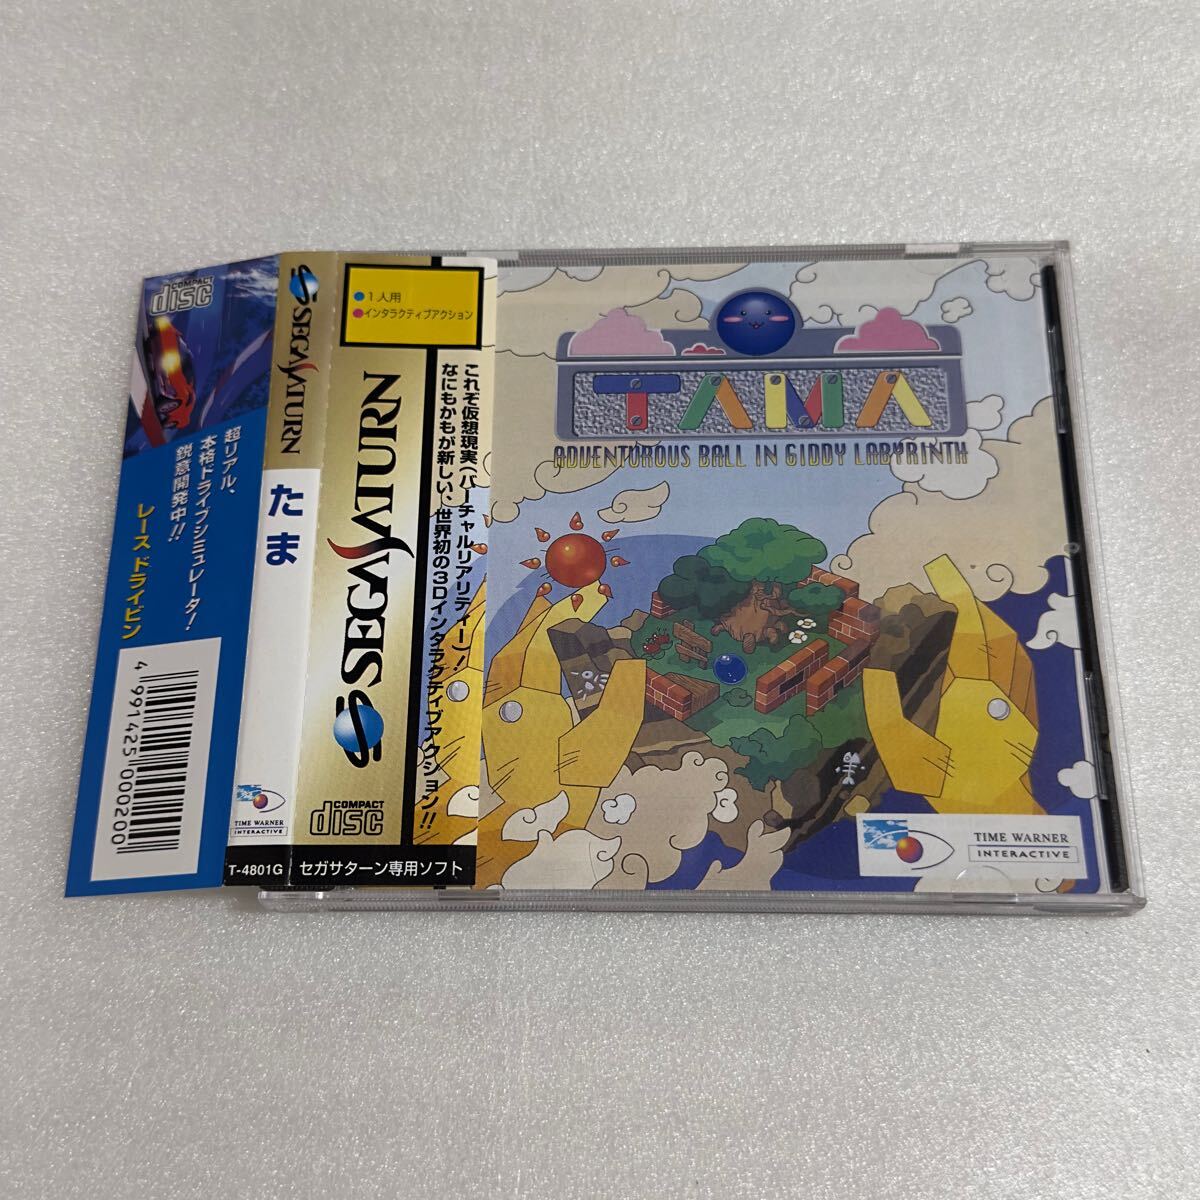 COMPACT
disc
超リアル、
本格ドライブシミュレータ!
鋭意開発中!!
レース ドライビン
4 991425 000200
SEGA SATURN
たま
TIME WARNER
INTERACTIVE
T-4801G
●1人用
●インタラクティブアクション
SEGA SATURN
これぞ仮想現実(バーチャルリアリティー)!
なにもかもが新しい、世界初の3Dインタラクティブアクション!!
COMPACT
disc
セガサターン専用ソフト
TAMA
ADVENTUROUS BALL IN GIDDY LABYRINTH
TIME WARNER
INTERACTIVE